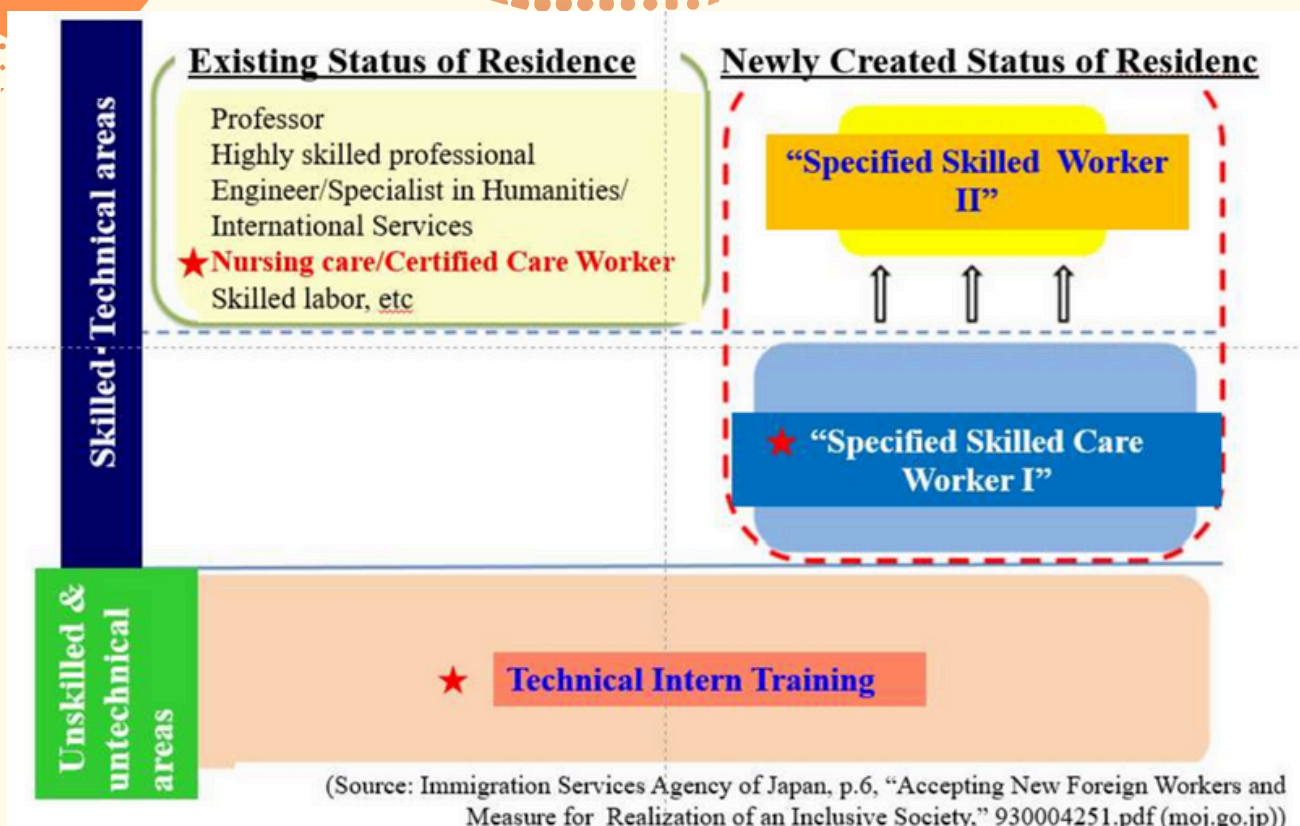 Existing Status of Residence
Professor
Highly skilled professional
Engineer/Specialist in Humanities/
International Services
Nursing care/Certified Care Worker
Skilled labor, etc
Newly Created Status of Residenc
“Specified Skilled Worker
II”
“Specified Skilled Care
Worker I”
Skilled·Technical areas
Unskilled &
untechnical
areas
Technical Intern Training
(Source: Immigration Services Agency of Japan, p.6, “Accepting New Foreign Workers and
Measure for Realization of an Inclusive Society,” 930004251.pdf (moj.go.jp))